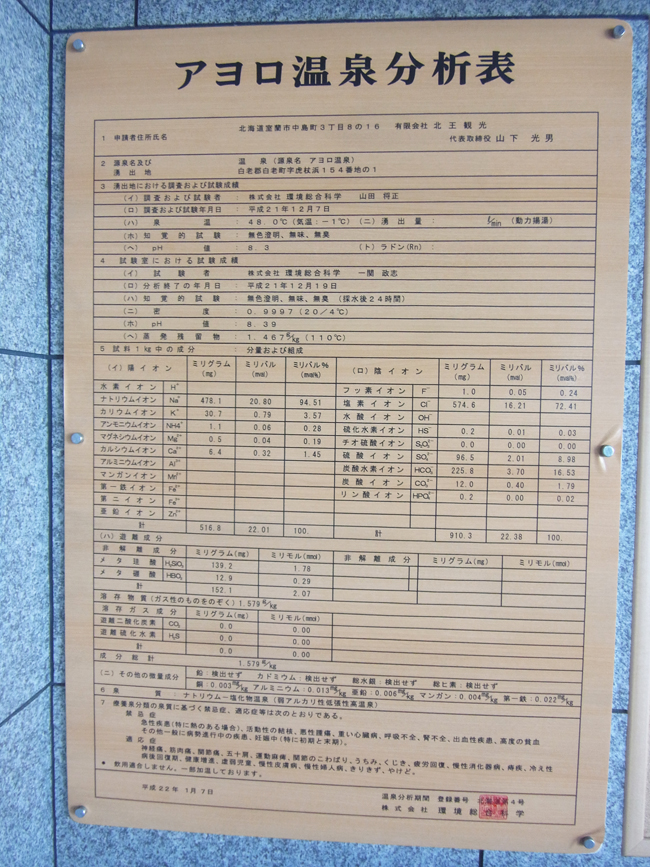 アヨロ温泉分析表
1 申請者住所氏名 北海道室蘭市中島町3丁目8の16 有限会社 北王観光
代表取締役 山下 光男
2 源泉名及び 温泉(源泉名 アヨロ温泉)
湧出地 白老郡白老町字虎杖浜154番地の1
3 湧出地における調査および試験成績
(イ)調査および試験者 : 株式会社 環境総合科学 山田 将正
(ロ)調査および試験年月日 : 平成21年12月7日
(ハ)泉温 : 48.0℃(気温:-1℃) (ニ)湧出量 : ℓ/min (動力揚湯)
(ホ)知覚的試験 : 無色澄明、無味、無臭
(ヘ)pH値 : 8.3 (ト)ラドン(Rn) :
4 試験室における試験成績
(イ)試験者 : 株式会社 環境総合科学 一関 政志
(ロ)分析終了の年月日 : 平成21年12月19日
(ハ)知覚的試験 : 無色澄明、無味、無臭 (採水後24時間)
(ニ)密度 : 0.9997(20/4℃)
(ホ)pH値 : 8.39
(ヘ)蒸発残留物 : 1.467g/kg(110℃)
5 試料1kg中の成分 : 分量および組成
(イ)陽イオン ミリグラム(mg) ミリバル(mval) ミリバル%(mval%) (ロ)陰イオン ミリグラム(mg) ミリバル(mval) ミリバル%(mval%)
水素イオン H⁺ フッ素イオン F⁻ 1.0 0.05 0.24
ナトリウムイオン Na⁺ 478.1 20.80 94.51 塩素イオン Cl⁻ 574.6 16.21 72.41
カリウムイオン K⁺ 30.7 0.79 3.57 水酸イオン OH⁻
アンモニウムイオン NH4⁺ 1.1 0.06 0.28 硫化水素イオン HS⁻ 0.2 0.01 0.03
マグネシウムイオン Mg²⁺ 0.5 0.04 0.19 チオ硫酸イオン S₂O₃²⁻ 0.0 0.00 0.00
カルシウムイオン Ca²⁺ 6.4 0.32 1.45 硫酸イオン SO₄²⁻ 96.5 2.01 8.98
アルミニウムイオン Al³⁺ 炭酸水素イオン HCO₃⁻ 225.8 3.70 16.53
マンガンイオン Mn²⁺ 炭酸イオン CO₃²⁻ 12.0 0.40 1.79
第一鉄イオン Fe²⁺ リン酸イオン HPO₄²⁻ 0.2 0.00 0.02
第二イオン Fe³⁺
亜鉛イオン Zn²⁺
計 516.8 22.01 100. 計 910.3 22.38 100.
(ハ)遊離成分
非解離成分 ミリグラム(mg) ミリモル(mmol) 非解離成分 ミリグラム(mg) ミリモル(mmol)
メタ珪酸 H₂SiO₃ 139.2 1.78
メタ硼酸 HBO₂ 12.9 0.29
計 152.1 2.07
溶存物質(ガス性のものをのぞく)1.579g/kg
溶存ガス成分 ミリグラム(mg) ミリモル(mmol)
遊離二酸化炭素 CO₂ 0.0 0.00
遊離硫化水素 H₂S 0.0 0.00
計 0.0 0.00
成分総計 1.579g/kg
(ニ)その他の微量成分 鉛:検出せず カドミウム:検出せず 総水銀:検出せず 総ヒ素:検出せず
銅:0.003mg/kg アルミニウム:0.013mg/kg 亜鉛:0.006mg/kg マンガン:0.004mg/kg 第一鉄:0.022mg/kg
6 泉質 : ナトリウム-塩化物温泉(弱アルカリ性低張性高温泉)
7 療養泉分類の泉質に基づく禁忌症、適応症等は次のとおりである。
禁忌症
急性疾患(特に熱のある場合)、活動性の結核、悪性腫瘍、重い心臓病、呼吸不全、腎不全、出血性疾患、高度の貧血
その他一般に病勢進行中の疾患、妊娠中(特に初期と末期)。
適応症
神経痛、筋肉痛、関節痛、五十肩、運動麻痺、関節のこわばり、うちみ、くじき、疲労回復、慢性消化器病、痔疾、冷え性
病後回復期、健康増進、虚弱児童、慢性皮膚病、慢性婦人病、きりきず、やけど。
● 飲用適合しません、一部加温しております。
平成22年 1月7日
温泉分析期間 登録番号 北海道第4号
株式会社 環境総合科学